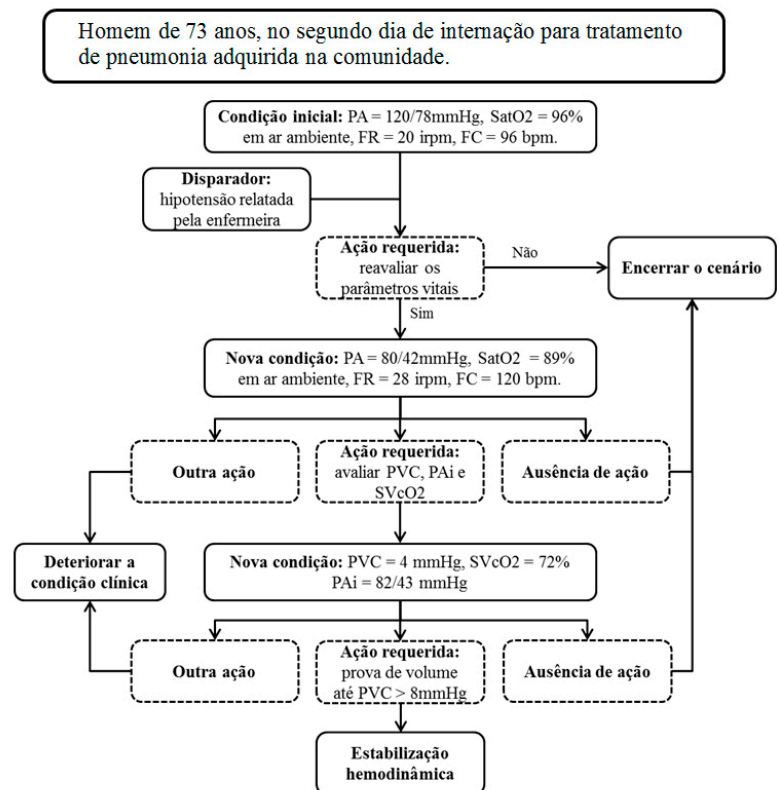 Homem de 73 anos, no segundo dia de internação para tratamento
de pneumonia adquirida na comunidade.
Condição inicial: PA = 120/78mmHg, SatO2 = 96%
em ar ambiente, FR = 20 irpm, FC = 96 bpm.
Disparador:
hipotensão relatada
pela enfermeira
Ação requerida:
reavaliar os
parâmetros vitais
Não
Encerrar o cenário
Sim
Nova condição: PA = 80/42mmHg, SatO2 = 89%
em ar ambiente, FR = 28 irpm, FC = 120 bpm.
Outra ação
Ação requerida:
avaliar PVC, PAi e
SVcO2
Ausência de ação
Deteriorar a
condição clínica
Nova condição: PVC = 4 mmHg, SVcO2 = 72%
PAi = 82/43 mmHg
Outra ação
Ação requerida:
prova de volume
até PVC > 8mmHg
Ausência de ação
Estabilização
hemodinâmica